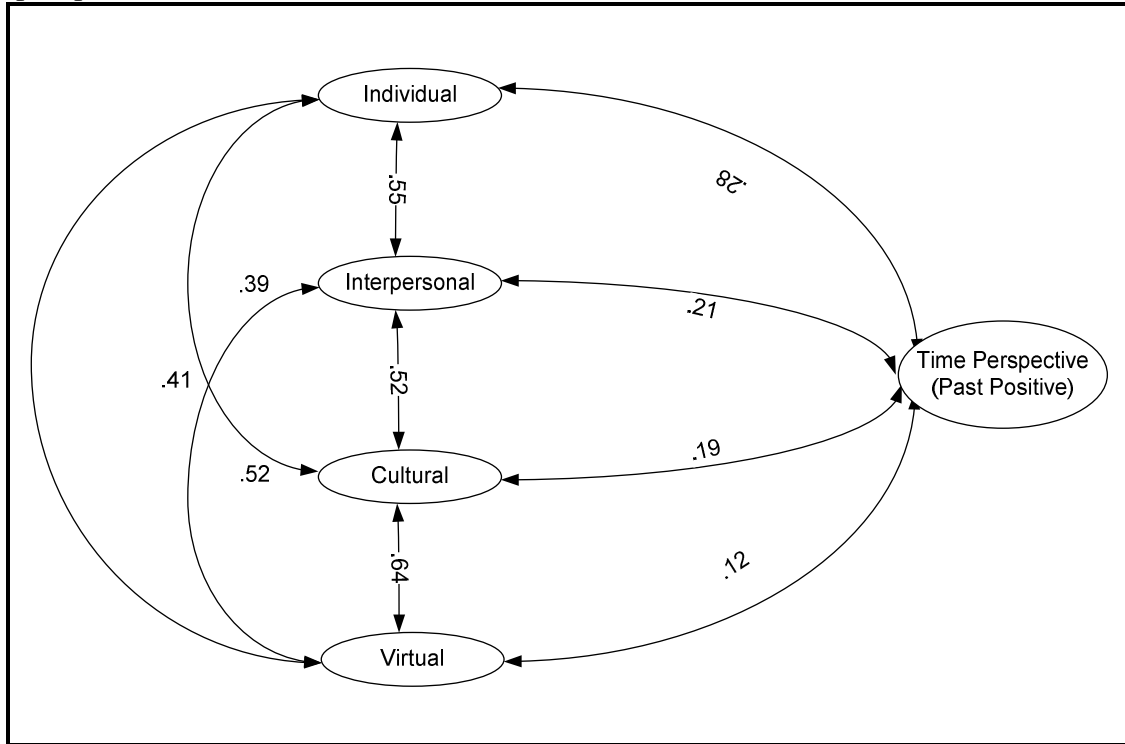 Individual
.28
.55
.39
Interpersonal
.21
Time Perspective
(Past Positive)
.41
.52
.19
.52
Cultural
.64
.12
Virtual